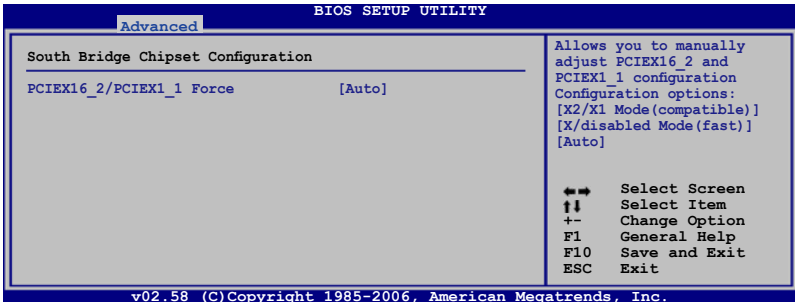 BIOS SETUP UTILITY
Advanced
South Bridge Chipset Configuration
PCIEX16_2/PCIEX1_1 Force [Auto]
Allows you to manually
adjust PCIEX16_2 and
PCIEX1_1 configuration
Configuration options:
[X2/X1 Mode(compatible)]
[X/disabled Mode(fast)]
[Auto]
Select Screen
Select Item
+- Change Option
F1 General Help
F10 Save and Exit
ESC Exit
v02.58 (C)Copyright 1985-2006, American Megatrends, Inc.